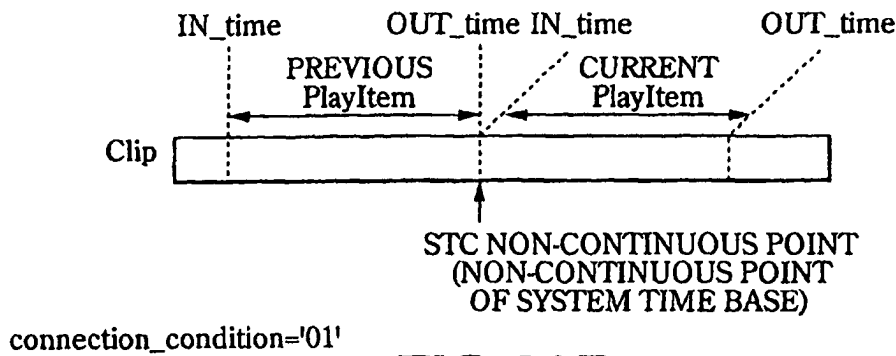 IN_time OUT_time IN_time OUT_time
PREVIOUS PlayItem
CURRENT PlayItem
Clip
STC NON-CONTINUOUS POINT
(NON-CONTINUOUS POINT
OF SYSTEM TIME BASE)
connection_condition='01'